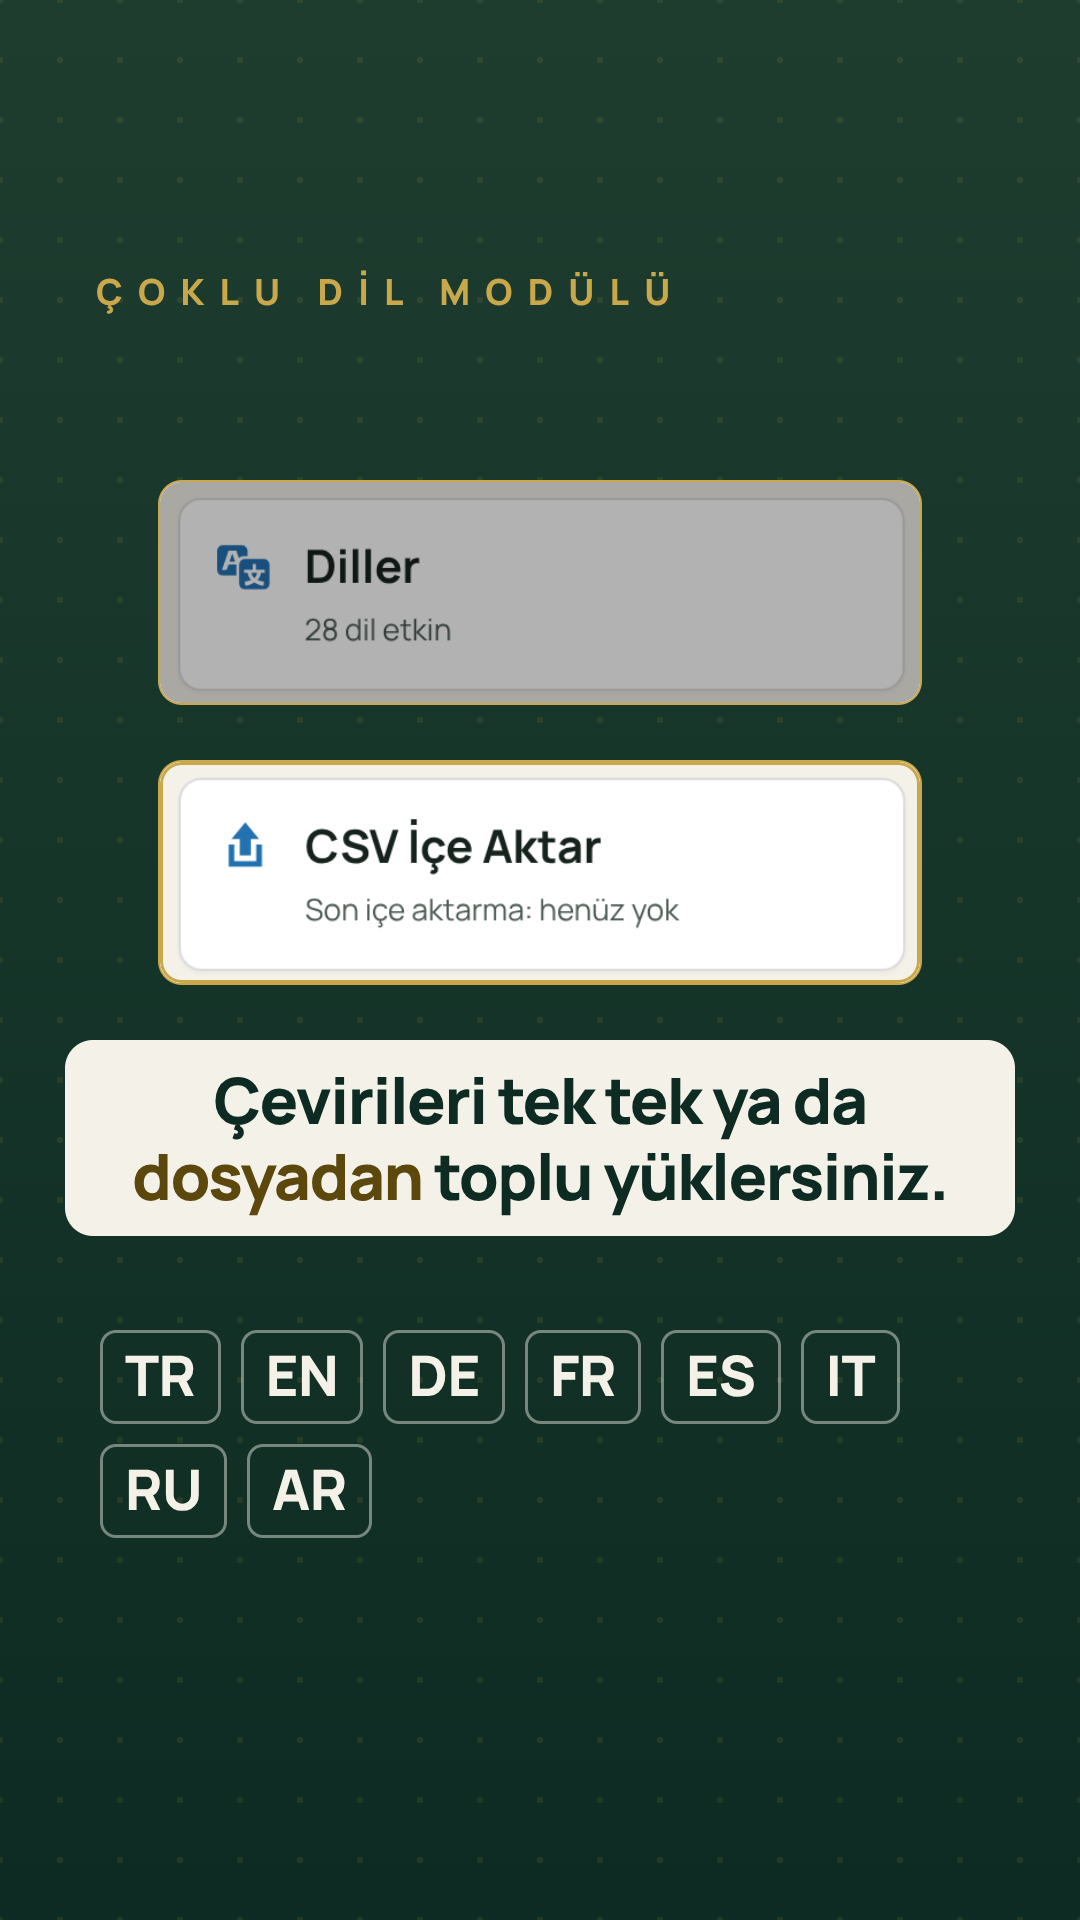 ÇOKLU DİL MODÜLÜ
Diller
28 dil etkin
CSV İçe Aktar
Son içe aktarma: henüz yok
Çevirileri tek tek ya da
dosyadan toplu yüklersiniz.
TR EN DE FR ES IT
RU AR